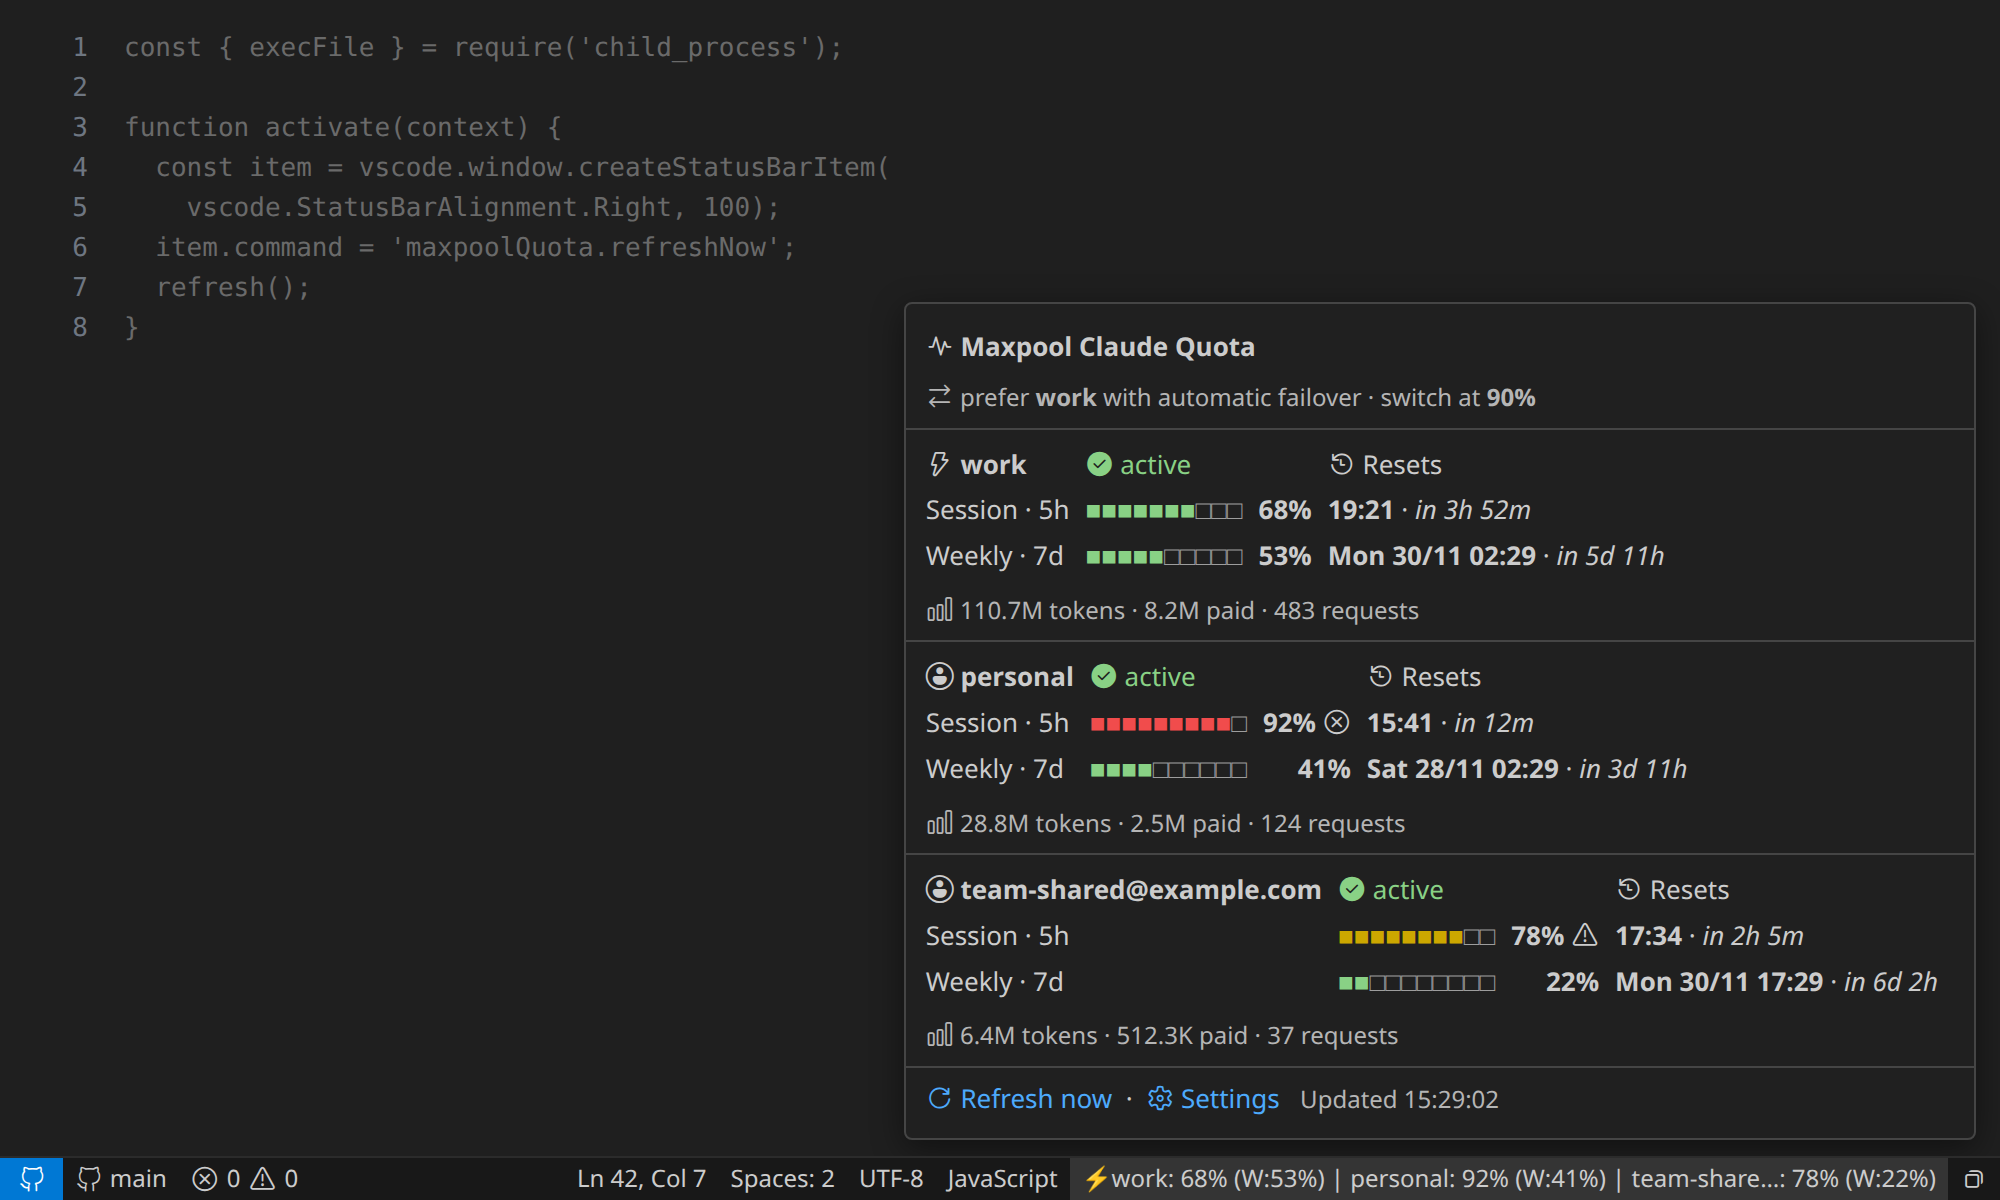 1 const { execFile } = require('child_process');
2
3 function activate(context) {
4 const item = vscode.window.createStatusBarItem(
5 vscode.StatusBarAlignment.Right, 100);
6 item.command = 'maxpoolQuota.refreshNow';
7 refresh();
8 }
Maxpool Claude Quota
prefer work with automatic failover · switch at 90%
work active Resets
Session · 5h 68% 19:21 · in 3h 52m
Weekly · 7d 53% Mon 30/11 02:29 · in 5d 11h
110.7M tokens · 8.2M paid · 483 requests
personal active Resets
Session · 5h 92% 15:41 · in 12m
Weekly · 7d 41% Sat 28/11 02:29 · in 3d 11h
28.8M tokens · 2.5M paid · 124 requests
team-shared@example.com active Resets
Session · 5h 78% 17:34 · in 2h 5m
Weekly · 7d 22% Mon 30/11 17:29 · in 6d 2h
6.4M tokens · 512.3K paid · 37 requests
Refresh now · Settings Updated 15:29:02
main 0 0 Ln 42, Col 7 Spaces: 2 UTF-8 JavaScript ⚡work: 68% (W:53%) | personal: 92% (W:41%) | team-share...: 78% (W:22%)